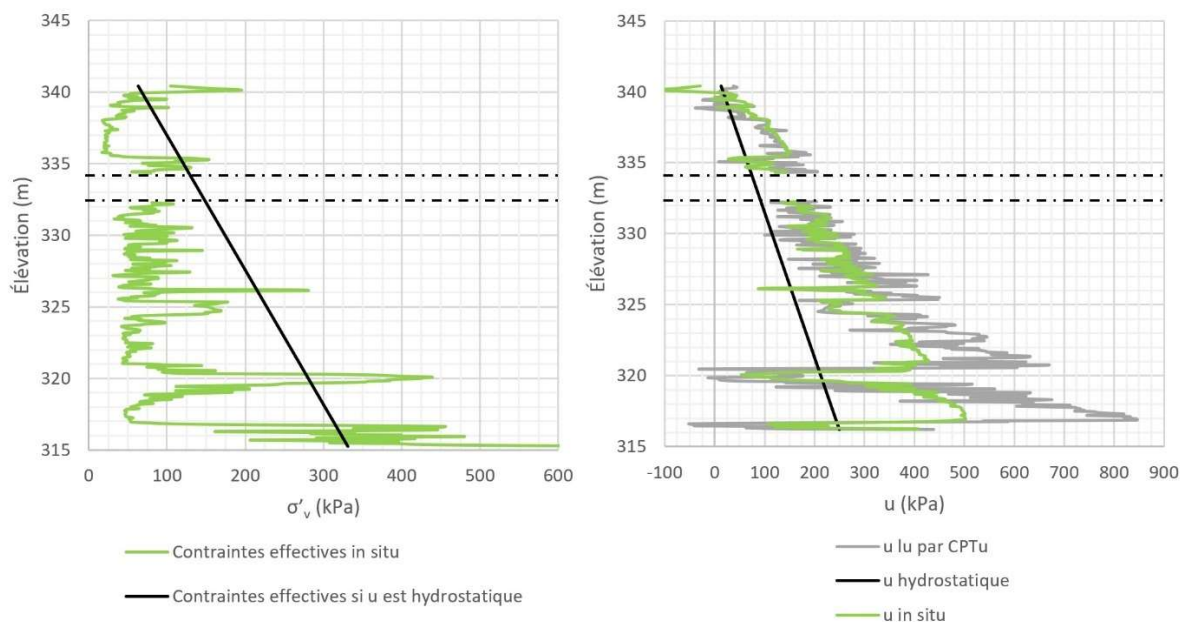 345
340
335
330
325
320
315
Élévation (m)
0 100 200 300 400 500 600
σ'v (kPa)
Contraintes effectives in situ
Contraintes effectives si u est hydrostatique
345
340
335
330
325
320
315
Élévation (m)
-100 0 100 200 300 400 500 600 700 800 900
u (kPa)
u lu par CPTu
u hydrostatique
u in situ